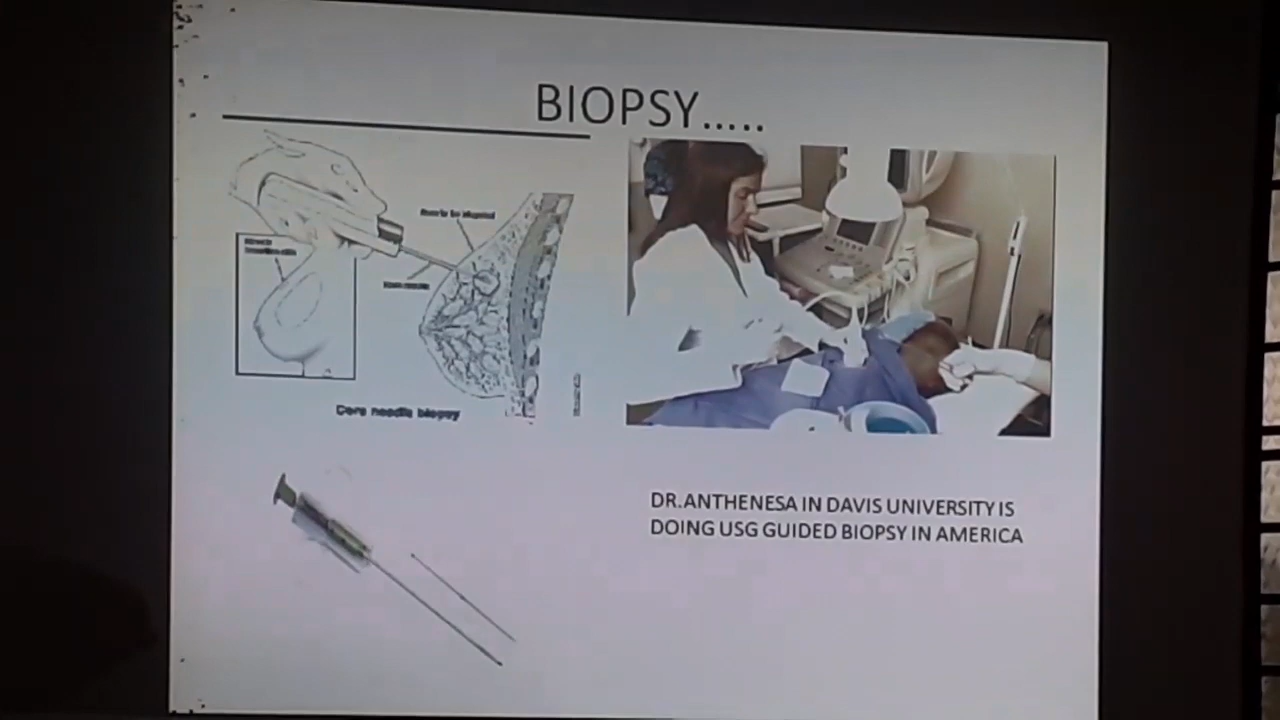 BIOPSY.....
Core needle biopsy
DR.ANTHENESA IN DAVIS UNIVERSITY IS
DOING USG GUIDED BIOPSY IN AMERICA